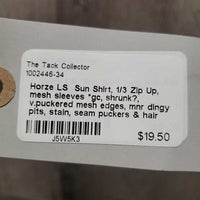 The Tack Collector
1002446-34
Horze LS Sun Shirt, 1/3 Zip Up,
mesh sleeves *gc, shrunk?,
v.puckered mesh edges, mnr dingy
pits, stain, seam puckers & hair
$19.50
J5W5K3